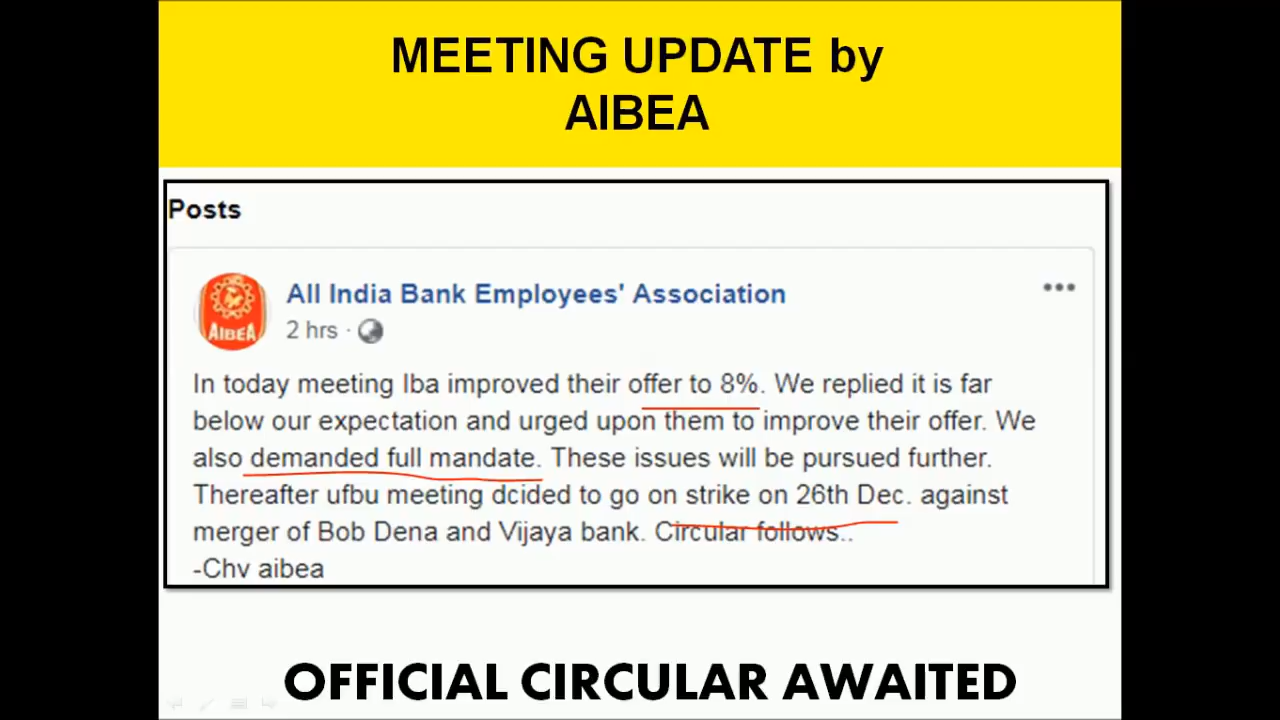 MEETING UPDATE by
AIBEA
Posts
All India Bank Employees' Association
AIBEA
2 hrs ·
In today meeting Iba improved their offer to 8%. We replied it is far
below our expectation and urged upon them to improve their offer. We
also demanded full mandate. These issues will be pursued further.
Thereafter ufbu meeting dcided to go on strike on 26th Dec. against
merger of Bob Dena and Vijaya bank. Circular follows..
-Chv aibea
OFFICIAL CIRCULAR AWAITED